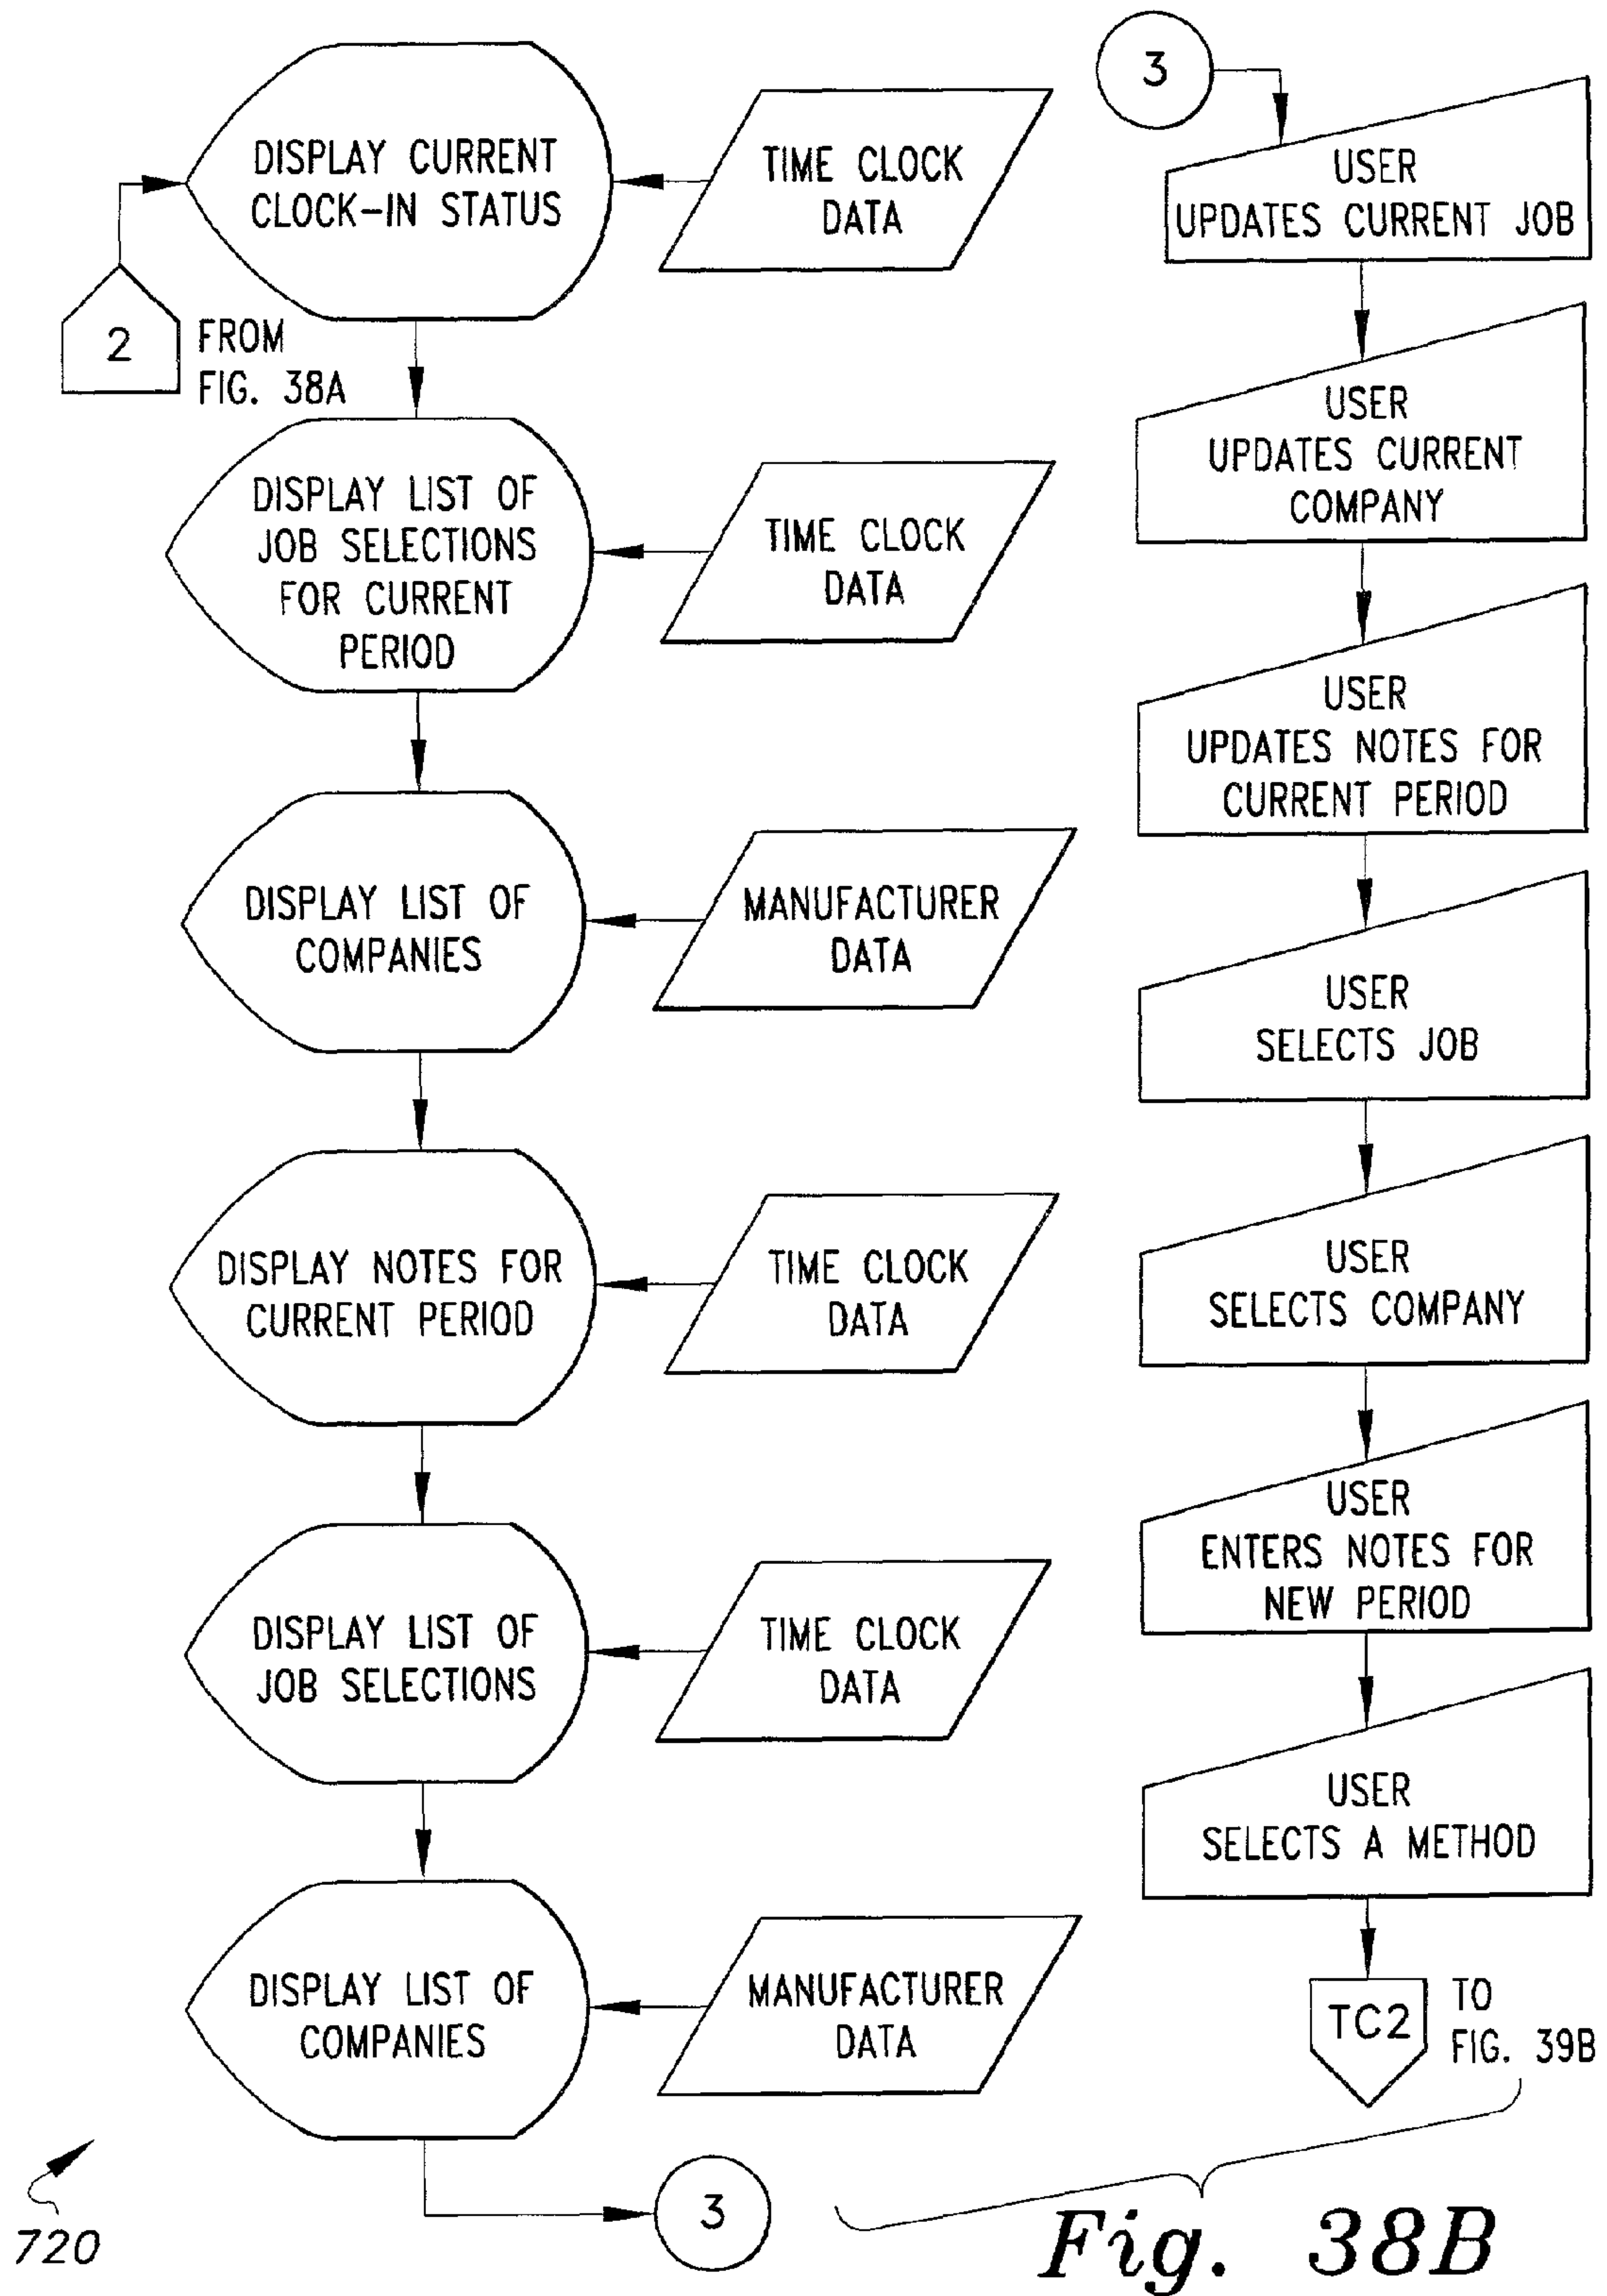 DISPLAY CURRENT
CLOCK-IN STATUS
TIME CLOCK
DATA
2
FROM
FIG. 38A
DISPLAY LIST OF
JOB SELECTIONS
FOR CURRENT
PERIOD
TIME CLOCK
DATA
DISPLAY LIST OF
COMPANIES
MANUFACTURER
DATA
DISPLAY NOTES FOR
CURRENT PERIOD
TIME CLOCK
DATA
DISPLAY LIST OF
JOB SELECTIONS
TIME CLOCK
DATA
DISPLAY LIST OF
COMPANIES
MANUFACTURER
DATA
3
720
3
USER
UPDATES CURRENT JOB
USER
UPDATES CURRENT
COMPANY
USER
UPDATES NOTES FOR
CURRENT PERIOD
USER
SELECTS JOB
USER
SELECTS COMPANY
USER
ENTERS NOTES FOR
NEW PERIOD
USER
SELECTS A METHOD
TC2
TO
FIG. 39B
Fig. 38B